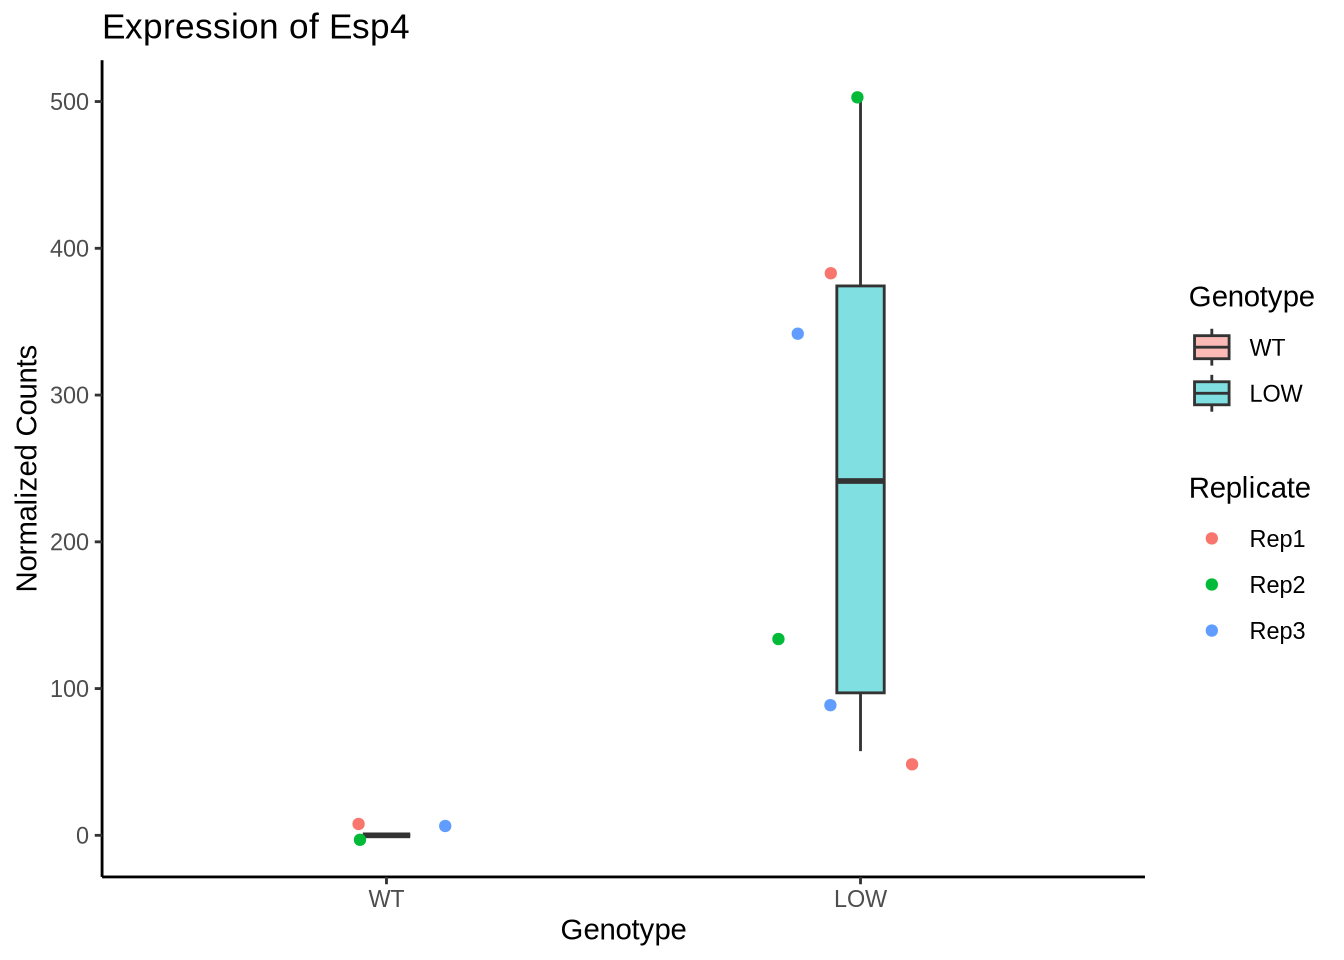 Expression of Esp4
500
400
300
200
100
0
Normalized Counts
WT
LOW
Genotype
Genotype
WT
LOW
Replicate
Rep1
Rep2
Rep3